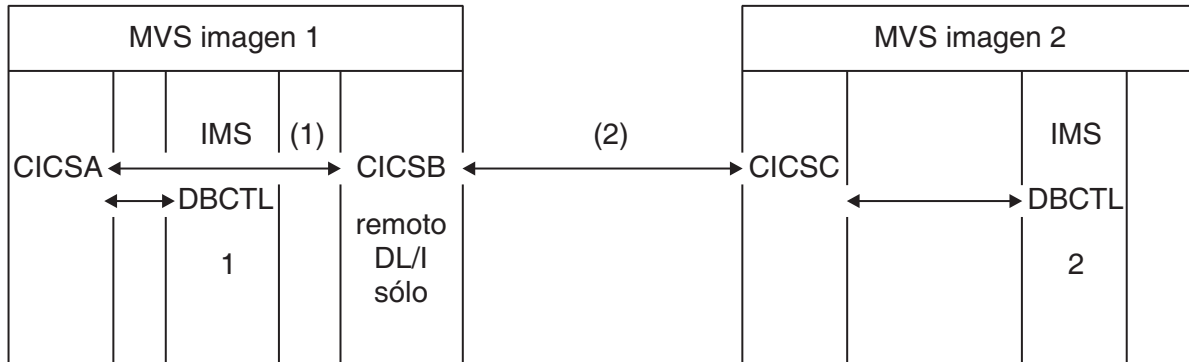 MVS imagen 1
MVS imagen 2
IMS
(1)
(2)
IMS
CICSA
CICSB
CICSC
DBCTL
DBCTL
remoto
DL/I
sólo
1
2